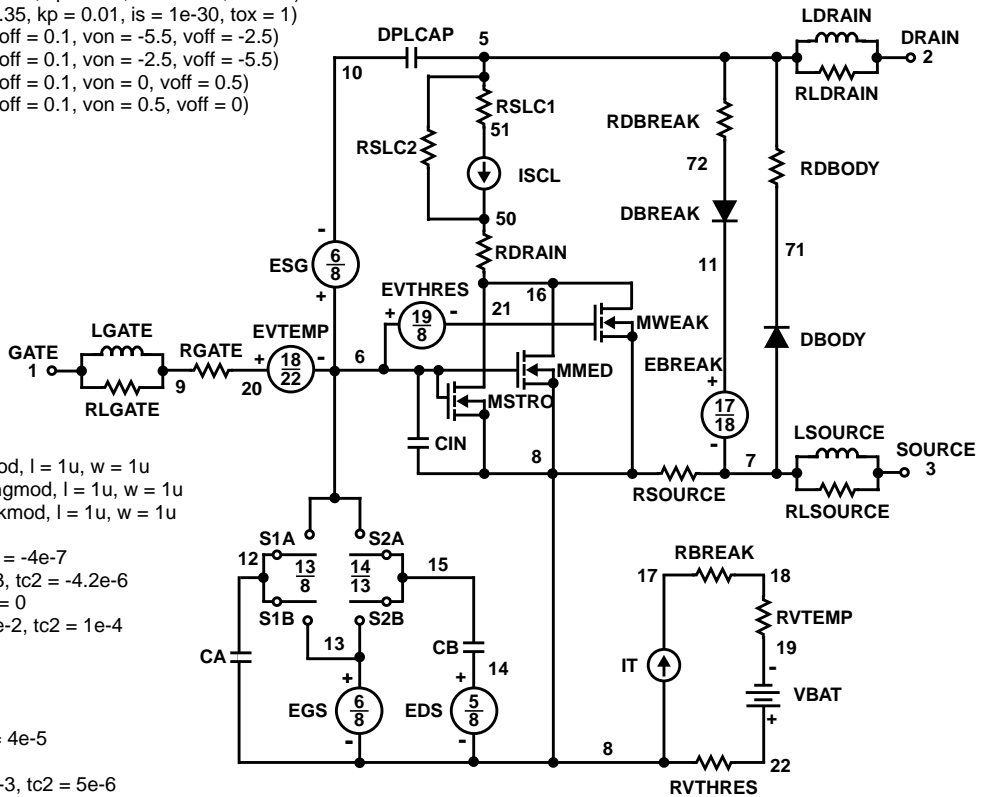 .35, kp = 0.01, is = 1e-30, tox = 1)
off = 0.1, von = -5.5, voff = -2.5)
off = 0.1, von = -2.5, voff = -5.5)
off = 0.1, von = 0, voff = 0.5)
off = 0.1, von = 0.5, voff = 0)
LDRAIN
DPLCAP
5
DRAIN
2
10
RLDRAIN
RSLC1
51
RDBREAK
RSLC2
72
RDBODY
ISCL
DBREAK
50
RDRAIN
71
11
ESG
6
8
-
+
EVTHRES
16
21
+
19
8
-
MWEAK
LGATE
EVTEMP
GATE
1
RGATE
+
18
22
-
6
MMED
EBREAK
DBODY
9
20
RLGATE
MSTRO
+
17
18
-
CIN
LSOURCE
SOURCE
3
8
7
RSOURCE
RLSOURCE
od, l = 1u, w = 1u
ngmod, l = 1u, w = 1u
kmod, l = 1u, w = 1u
= -4e-7
3, tc2 = -4.2e-6
= 0
e-2, tc2 = 1e-4
= 4e-5
-3, tc2 = 5e-6
S1A
S2A
12
13
8
14
13
15
S1B
S2B
RBREAK
17
18
RVTEMP
13
CB
CA
14
19
-
IT
VBAT
+
+
EGS
6
8
-
+
EDS
5
8
-
8
22
RVTHRES